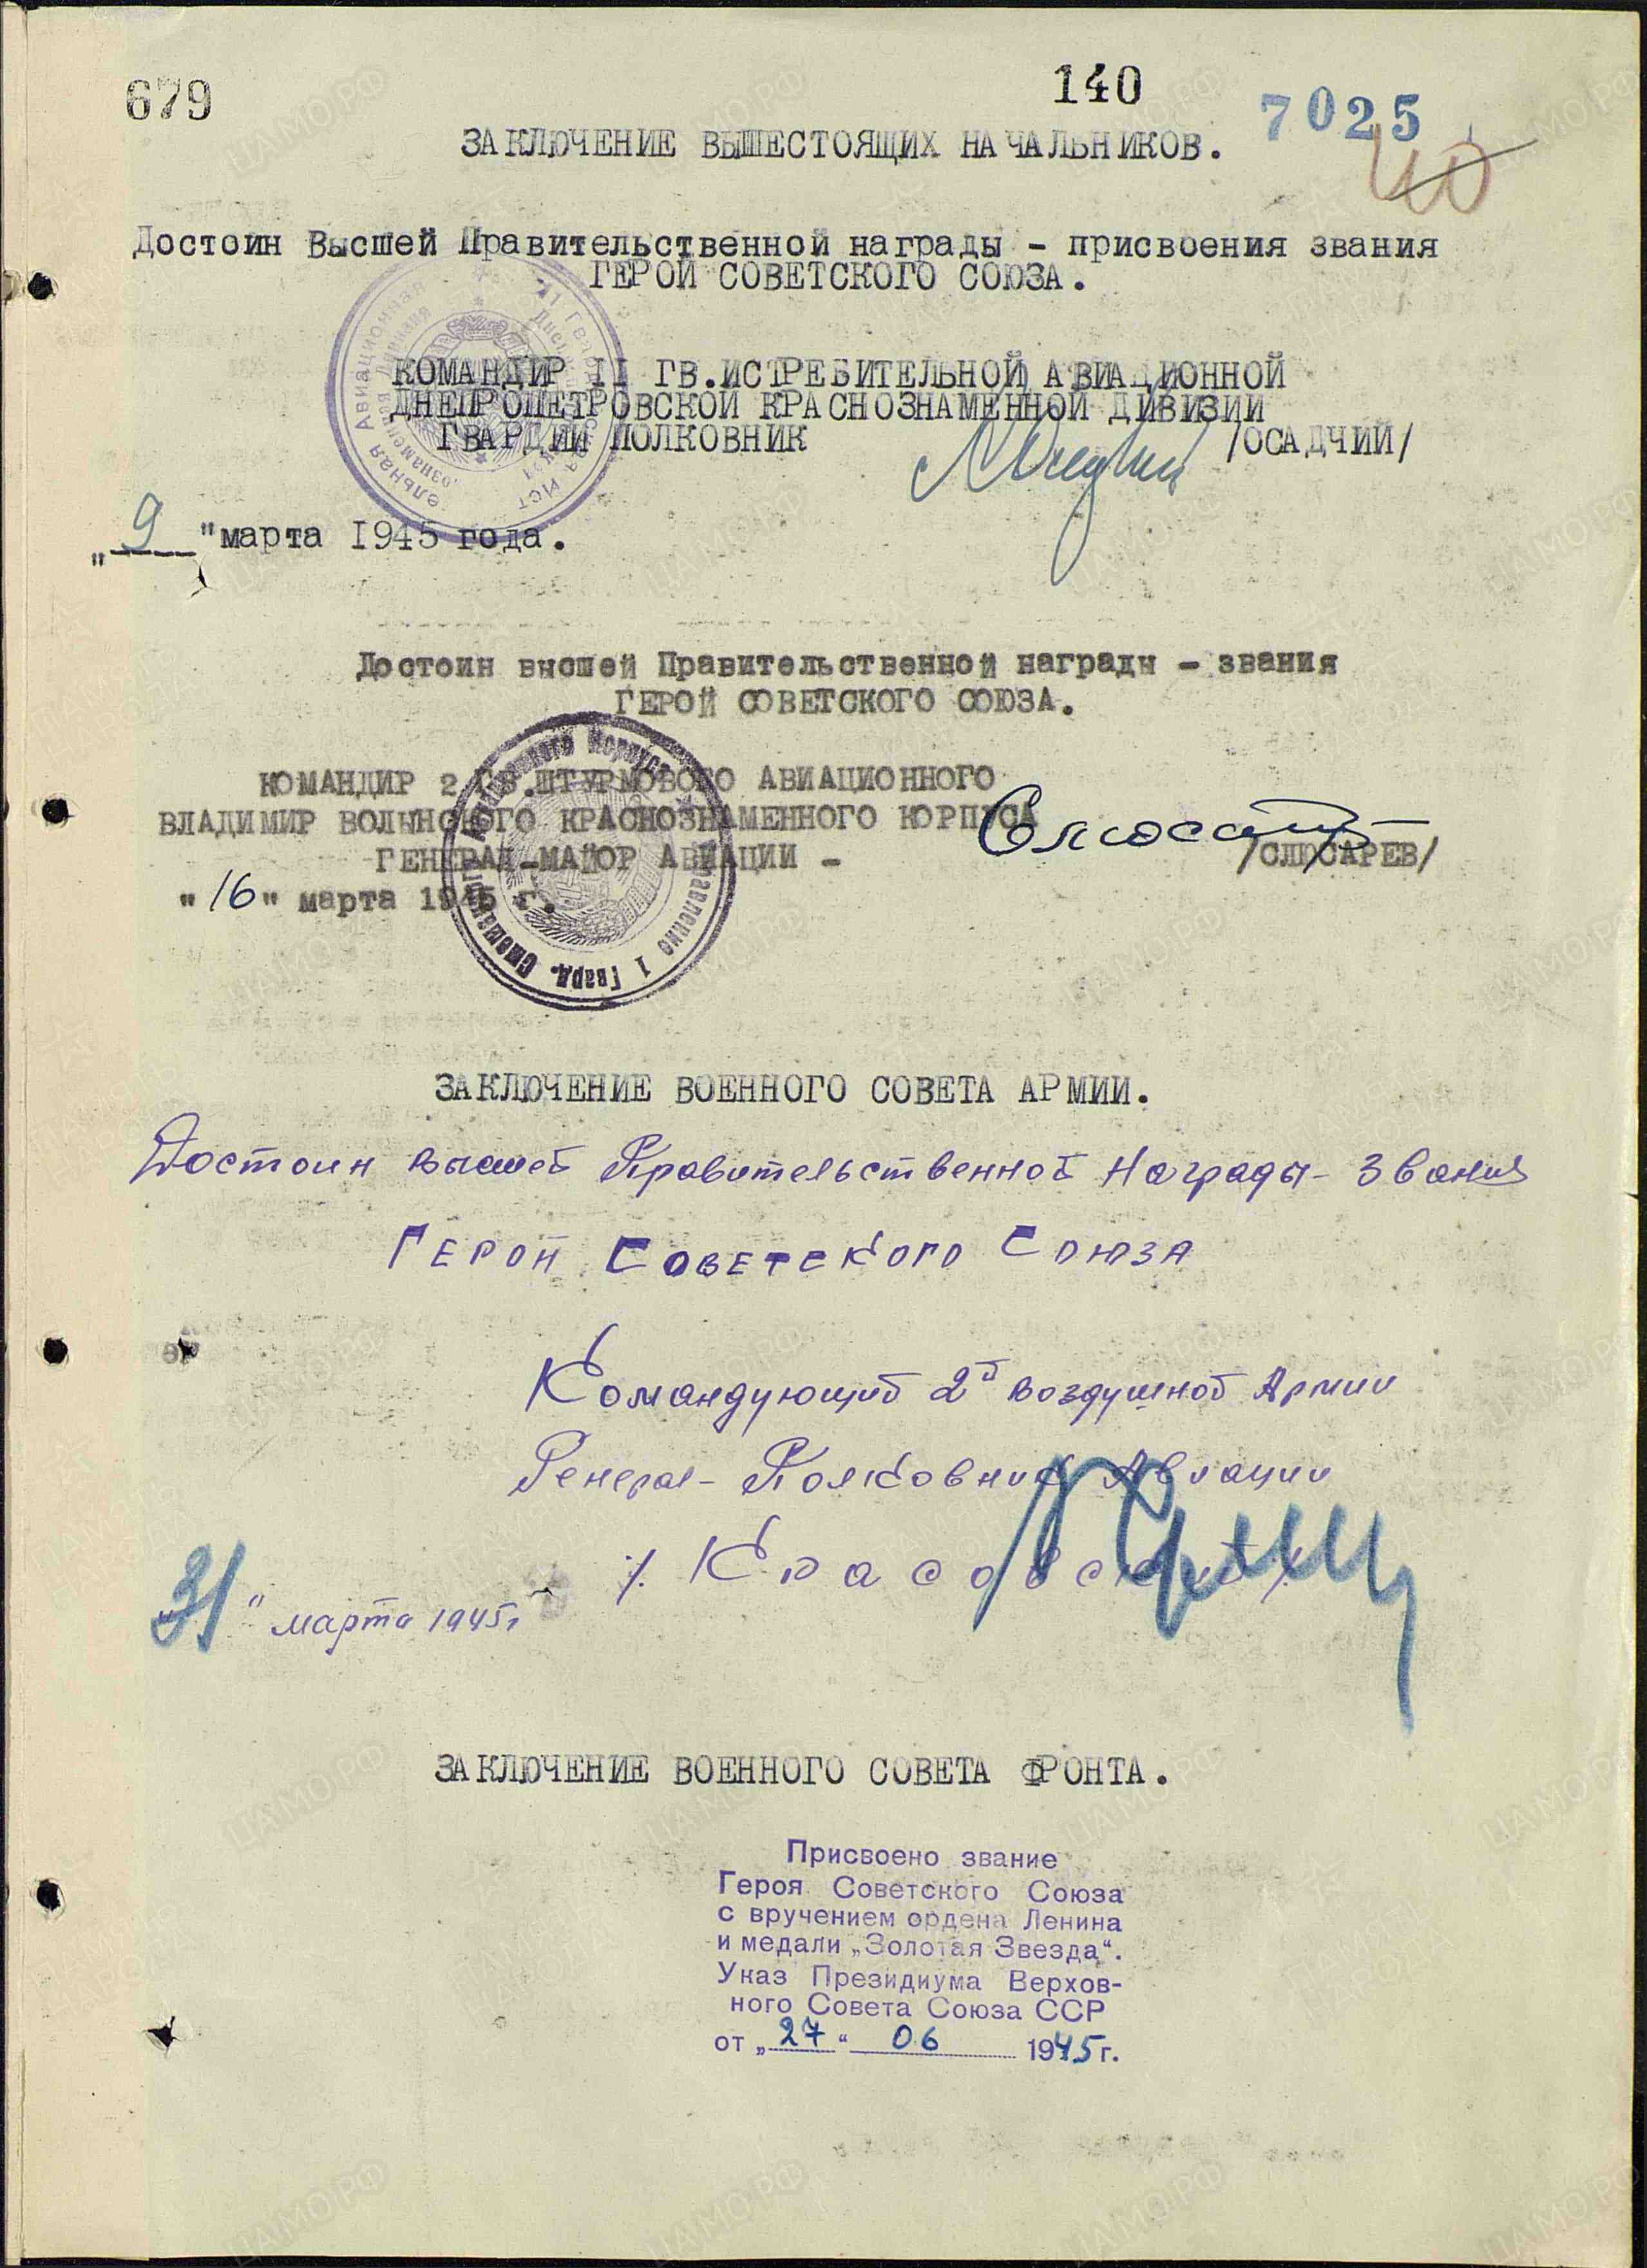 679
140
7025
40
ЗАКЛЮЧЕНИЕ ВЫШЕСТОЯЩИХ НАЧАЛЬНИКОВ.
Достоин Высшей Правительственной награды - присвоения звания
ГЕРОЙ СОВЕТСКОГО СОЮЗА.
КОМАНДИР II ГВ.ИСТРЕБИТЕЛЬНОЙ АВИАЦИОННОЙ
ДНЕПРОПЕТРОВСКОЙ КРАСНОЗНАМЕННОЙ ДИВИЗИИ
ГВАРДИИ ПОЛКОВНИК /ОСАДЧИЙ/
"9" марта 1945 года.
Достоин высшей Правительственной награды - звания
ГЕРОЙ СОВЕТСКОГО СОЮЗА.
КОМАНДИР 2 ГВ.ШТУРМОВОГО АВИАЦИОННОГО
ВЛАДИМИР ВОЛЫНСКОГО КРАСНОЗНАМЕННОГО КОРПУСА
ГЕНЕРАЛ-МАЙОР АВИАЦИИ - /СЛЮСАРЕВ/
"16" марта 1945 г.
ЗАКЛЮЧЕНИЕ ВОЕННОГО СОВЕТА АРМИИ.
Достоин высшей Правительственной Награды - Звания
ГЕРОЙ СОВЕТСКОГО СОЮЗА
Командующий 2й Воздушной Армии
Генерал-Полковник Авиации
/Красовский/
31" марта 1945г
ЗАКЛЮЧЕНИЕ ВОЕННОГО СОВЕТА ФРОНТА.
Присвоено звание
Героя Советского Союза
с вручением ордена Ленина
и медали „Золотая Звезда“.
Указ Президиума Верхов-
ного Совета Союза ССР
от „27“ 06 1945 г.